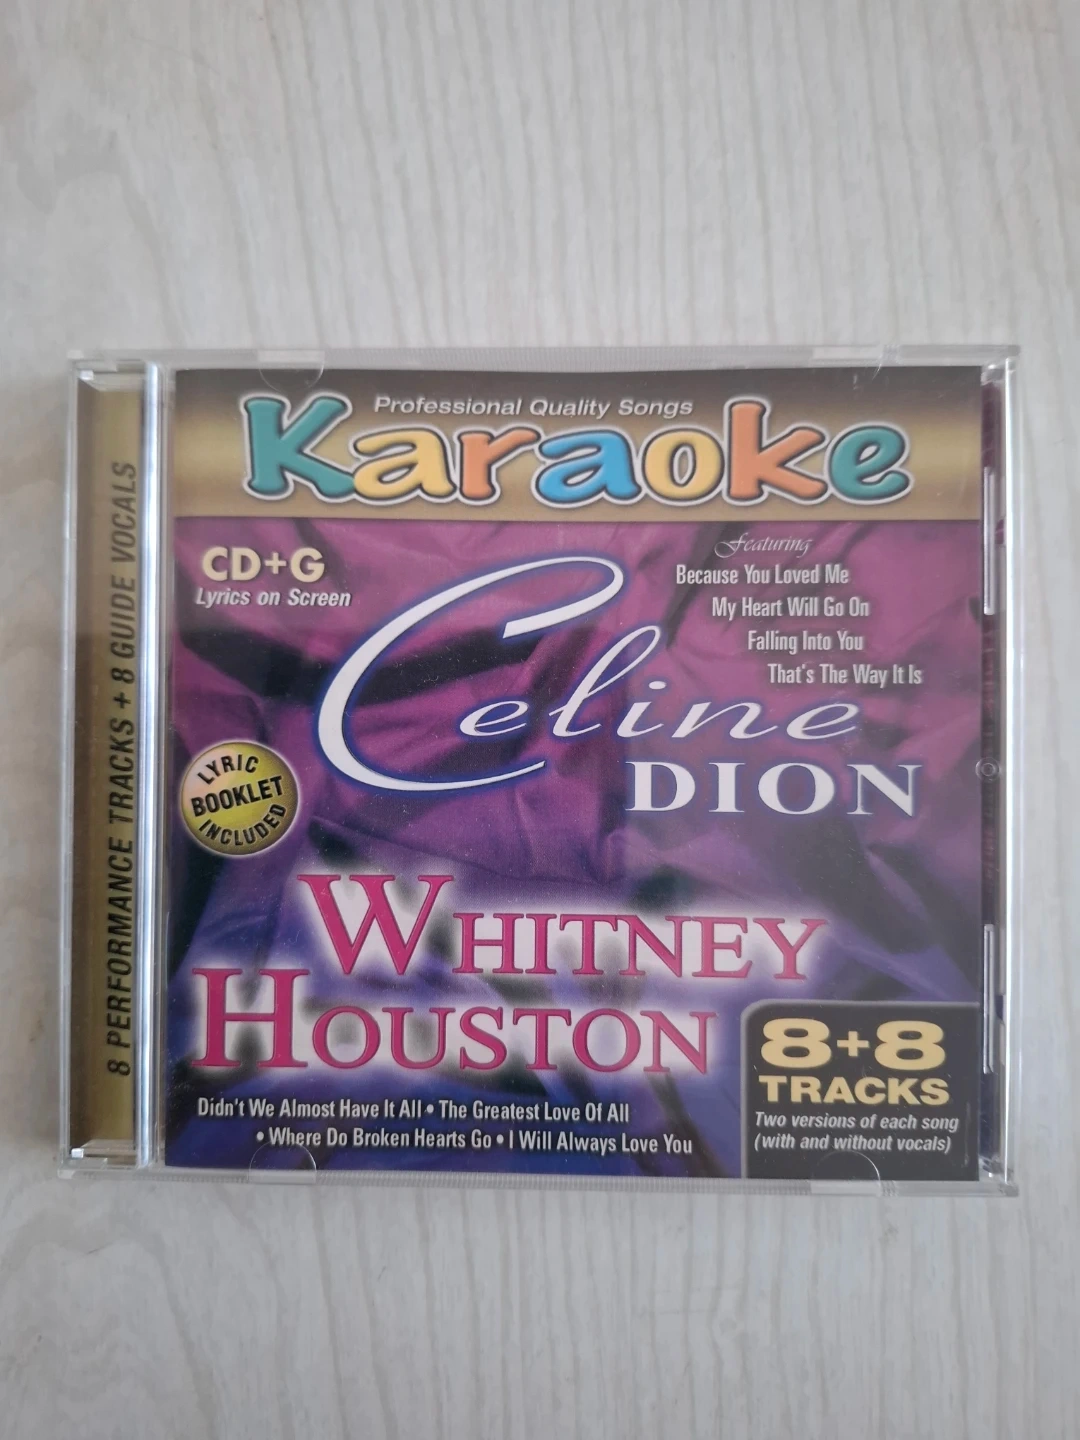 Professional Quality Songs
Karaoke
CD+G
Lyrics on Screen
Featuring
Because You Loved Me
My Heart Will Go On
Falling Into You
That's The Way It Is
Celine
DION
LYRIC
BOOKLET
INCLUDED
WHITNEY
HOUSTON
Didn't We Almost Have It All • The Greatest Love Of All
• Where Do Broken Hearts Go • I Will Always Love You
8+8
TRACKS
Two versions of each song
(with and without vocals)
8 PERFORMANCE TRACKS + 8 GUIDE VOCALS